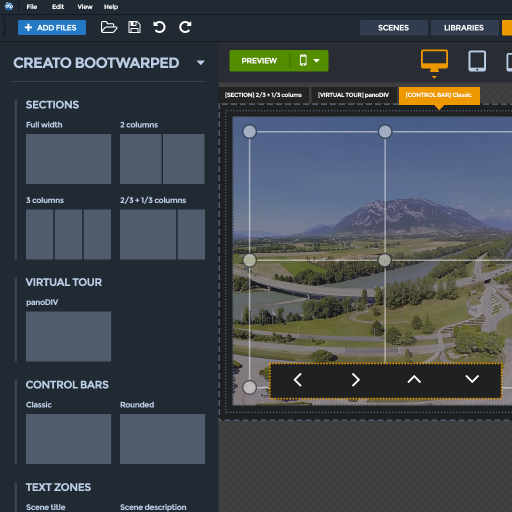 File Edit View Help
+ ADD FILES
SCENES LIBRARIES
CREATO BOOTWARPED
PREVIEW
[SECTION] 2/3 + 1/3 colums [VIRTUAL TOUR] panoDIV [CONTROL BAR] Classic
SECTIONS
Full width 2 columns
3 columns 2/3 + 1/3 columns
VIRTUAL TOUR
panoDIV
CONTROL BARS
Classic Rounded
TEXT ZONES
Scene title Scene description